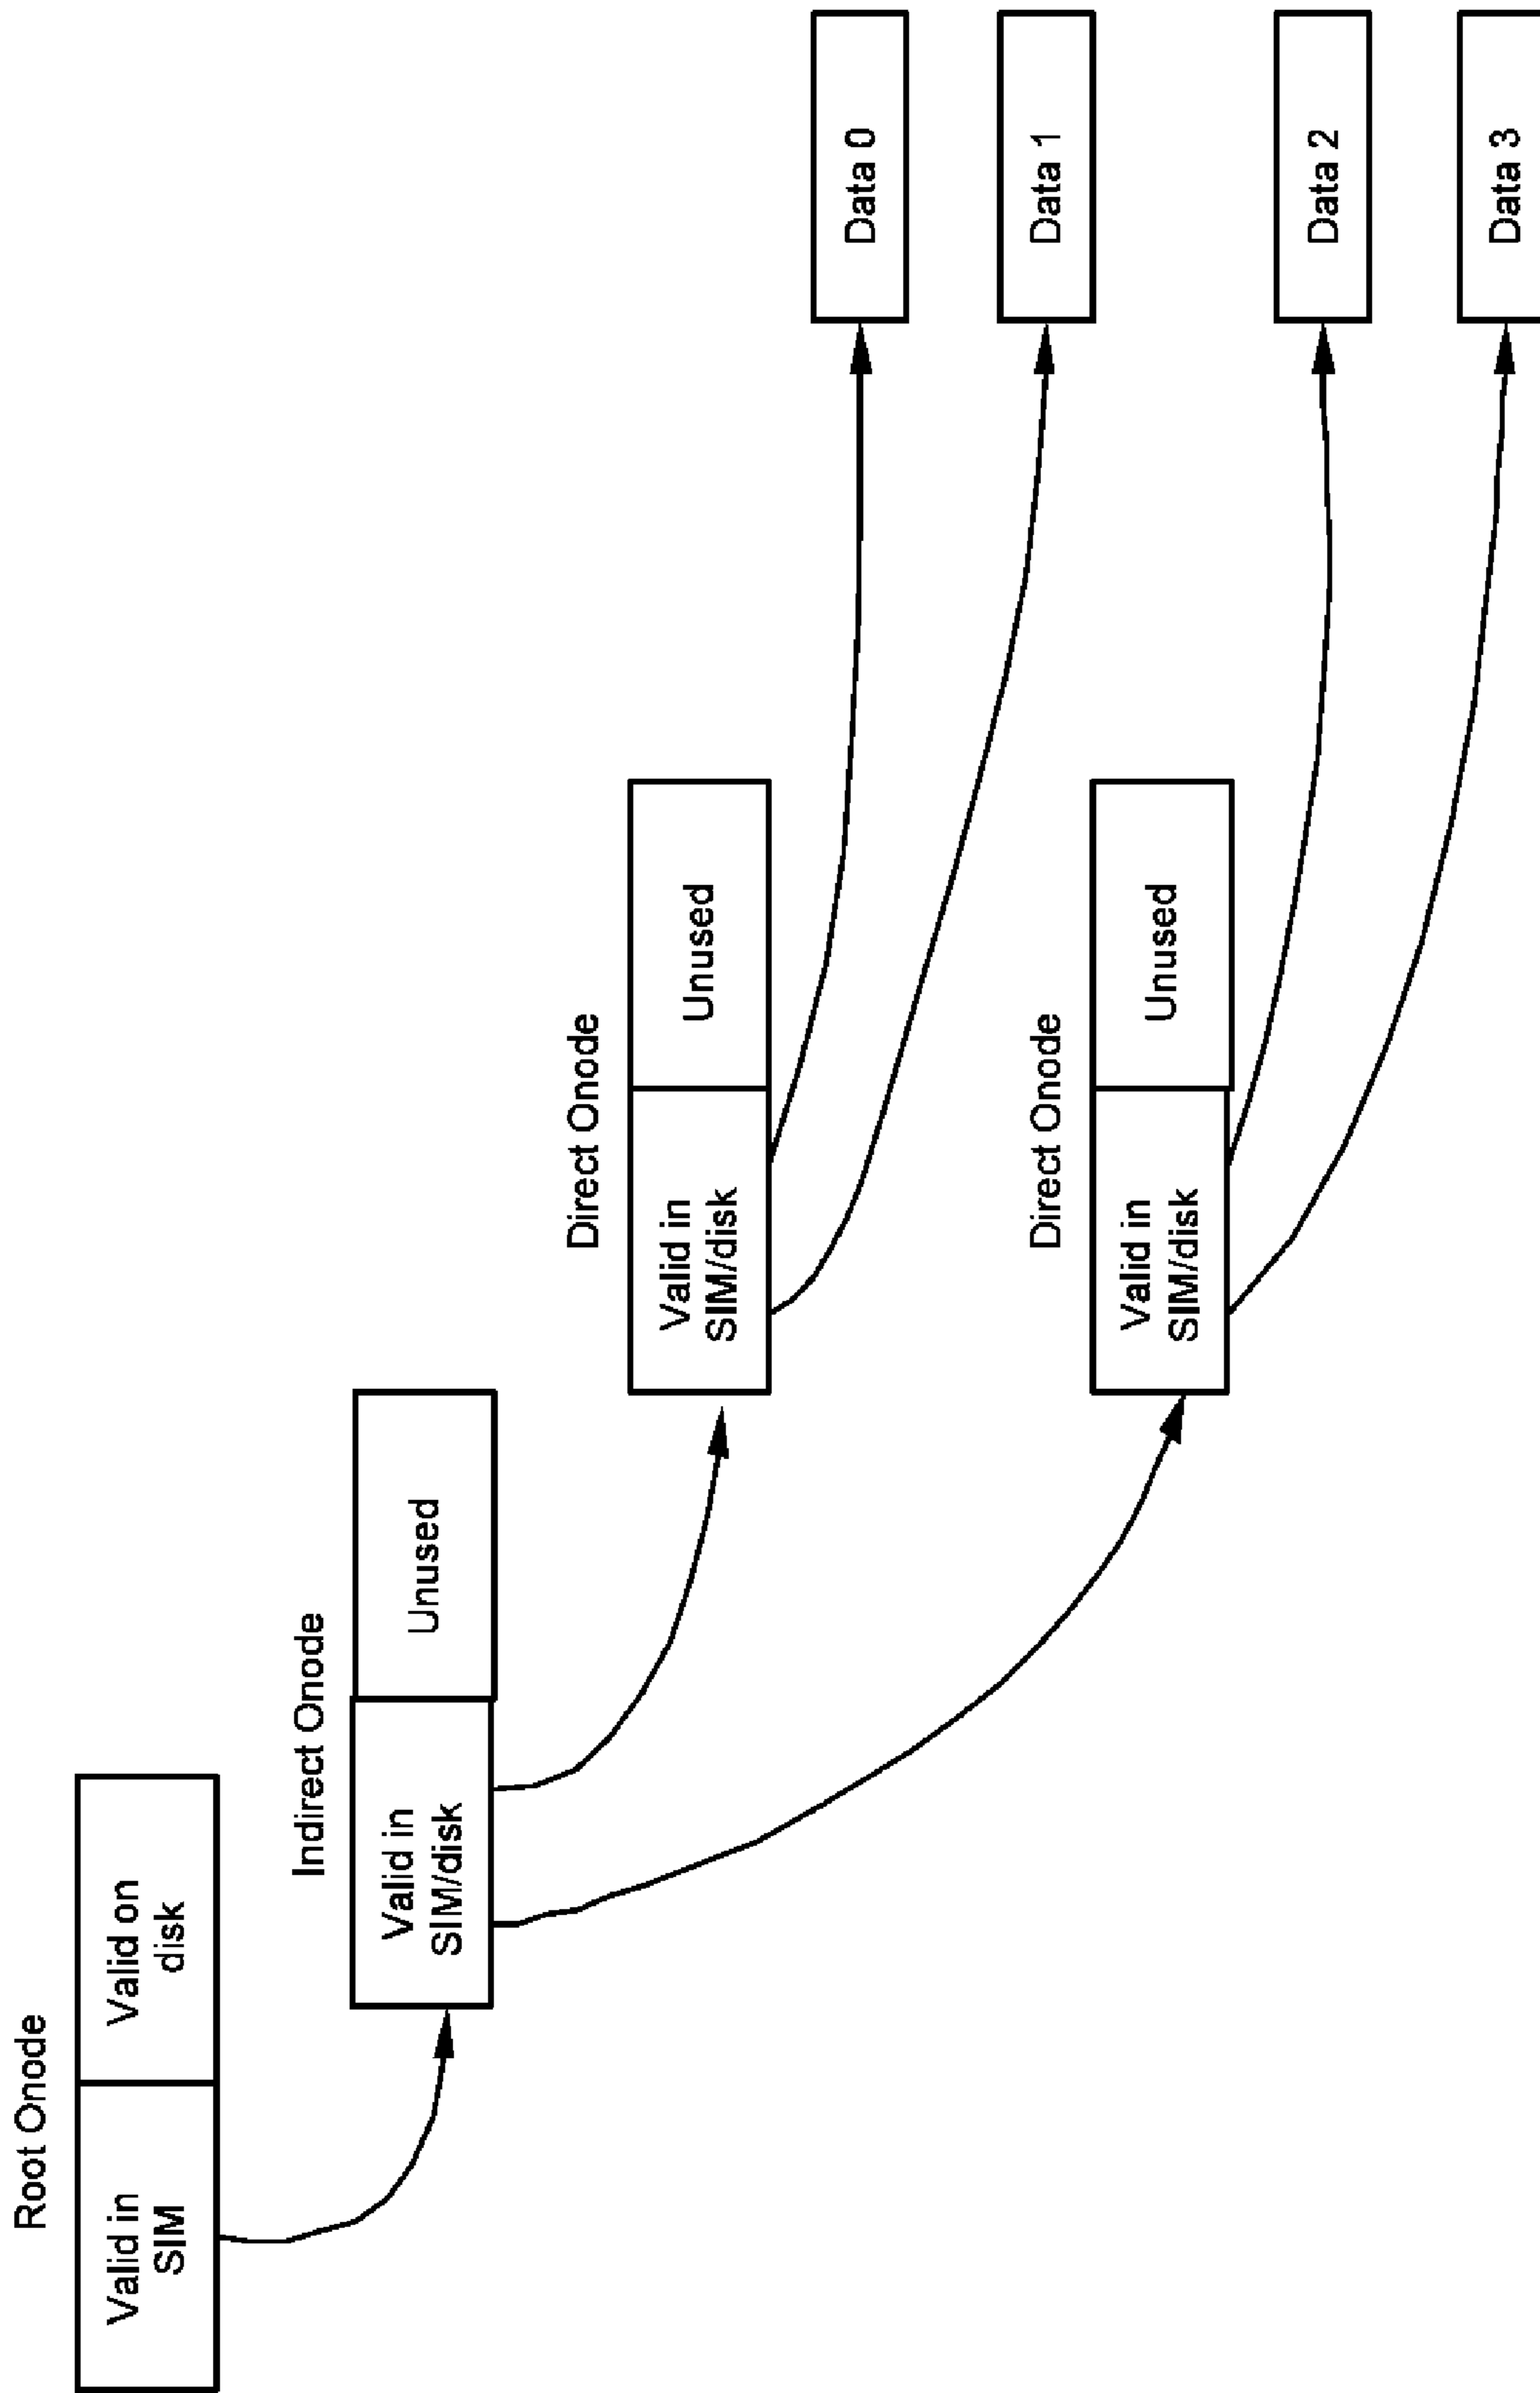 Root Onode
Valid in
SIM
Valid on
disk
Indirect Onode
Valid in
SIM/disk
Unused
Direct Onode
Valid in
SIM/disk
Unused
Data 0
Data 1
Direct Onode
Valid in
SIM/disk
Unused
Data 2
Data 3